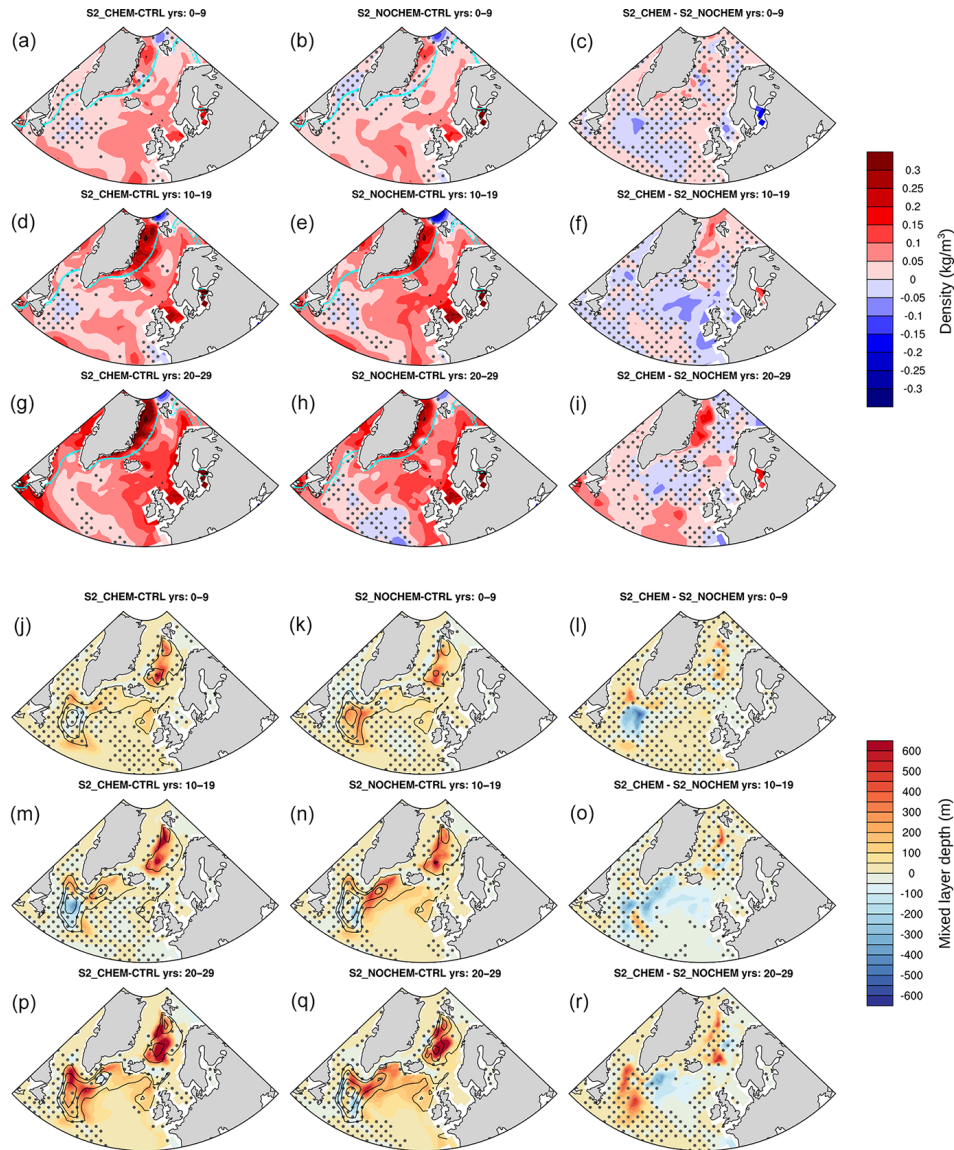 S2_CHEM-CTRL yrs: 0–9
S2_NOCHEM-CTRL yrs: 0–9
S2_CHEM - S2_NOCHEM yrs: 0–9
(a)
(b)
(c)
S2_CHEM-CTRL yrs: 10–19
S2_NOCHEM-CTRL yrs: 10–19
S2_CHEM - S2_NOCHEM yrs: 10–19
(d)
(e)
(f)
S2_CHEM-CTRL yrs: 20–29
S2_NOCHEM-CTRL yrs: 20–29
S2_CHEM - S2_NOCHEM yrs: 20–29
(g)
(h)
(i)
0.3
0.25
0.2
0.15
0.1
0.05
0
-0.05
-0.1
-0.15
-0.2
-0.25
-0.3
Density (kg/m³)
S2_CHEM-CTRL yrs: 0–9
S2_NOCHEM-CTRL yrs: 0–9
S2_CHEM - S2_NOCHEM yrs: 0–9
(j)
(k)
(l)
S2_CHEM-CTRL yrs: 10–19
S2_NOCHEM-CTRL yrs: 10–19
S2_CHEM - S2_NOCHEM yrs: 10–19
(m)
(n)
(o)
S2_CHEM-CTRL yrs: 20–29
S2_NOCHEM-CTRL yrs: 20–29
S2_CHEM - S2_NOCHEM yrs: 20–29
(p)
(q)
(r)
600
500
400
300
200
100
0
-100
-200
-300
-400
-500
-600
Mixed layer depth (m)